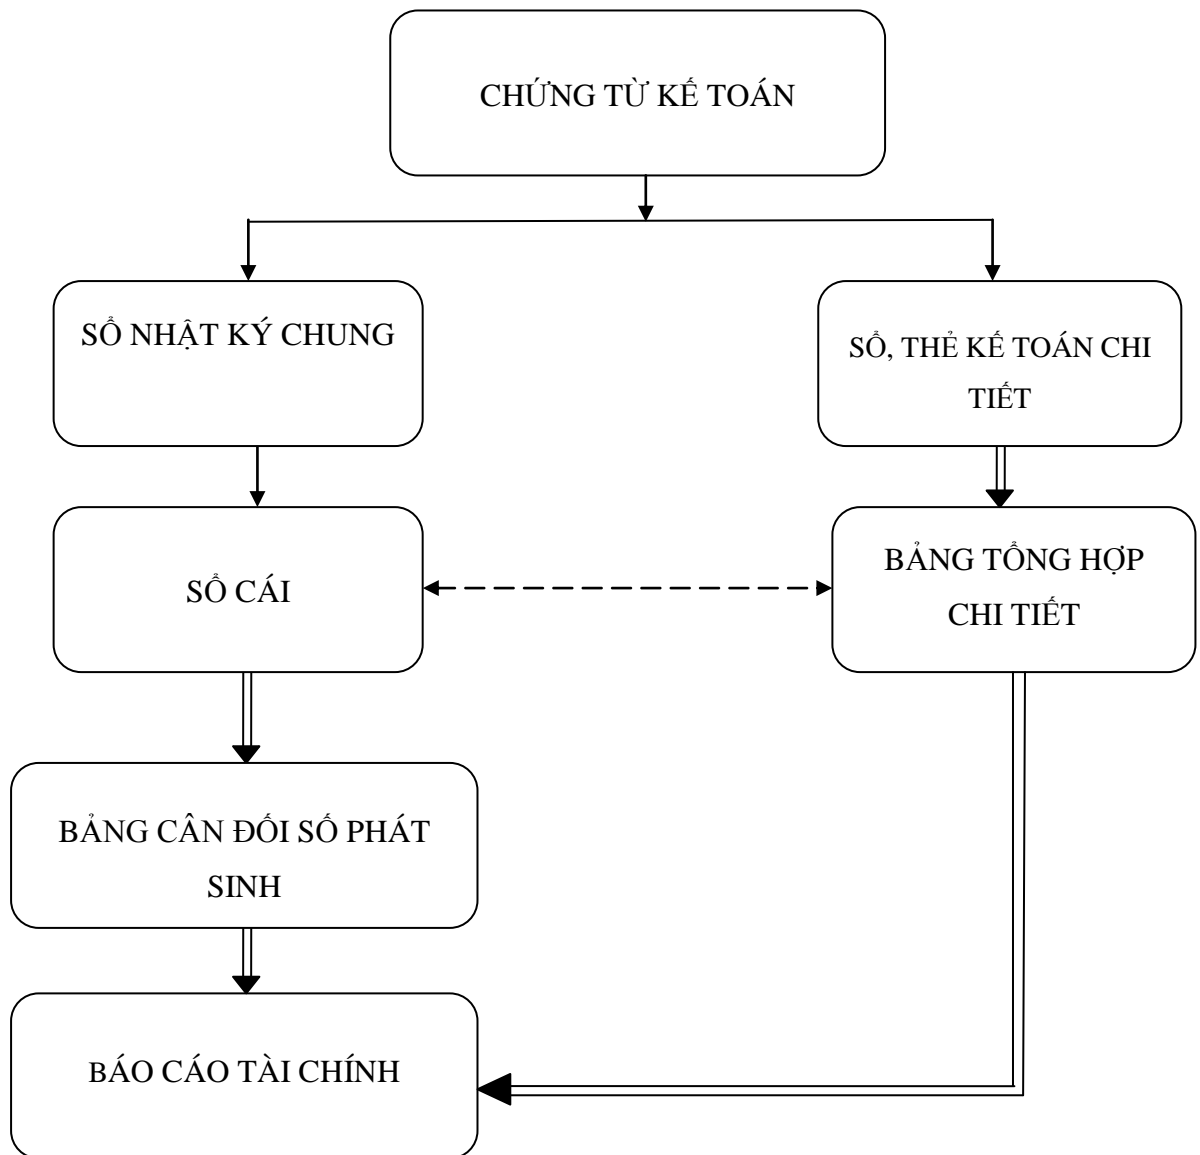 CHỨNG TỪ KẾ TOÁN
SỔ NHẬT KÝ CHUNG
SỔ, THẺ KẾ TOÁN CHI
TIẾT
SỔ CÁI
BẢNG TỔNG HỢP
CHI TIẾT
BẢNG CÂN ĐỐI SỐ PHÁT
SINH
BÁO CÁO TÀI CHÍNH